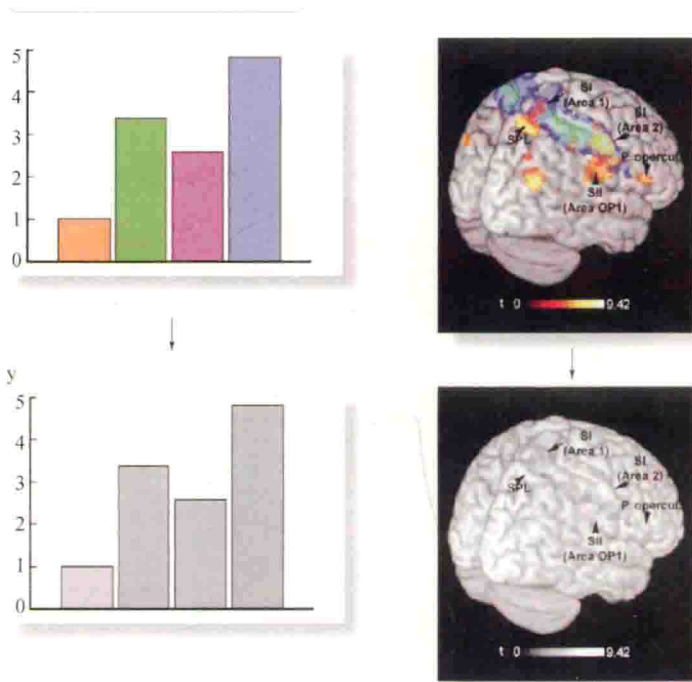 5
4
3
2
1
0
SI
(Area 1)
SI
(Area 2)
SPL
P opercul
SII
(Area OP1)
t 0 9.42
y
5
4
3
2
1
0
SI
(Area 1)
SI
(Area 2)
SPL
P opercul
SII
(Area OP1)
t 0 9.42